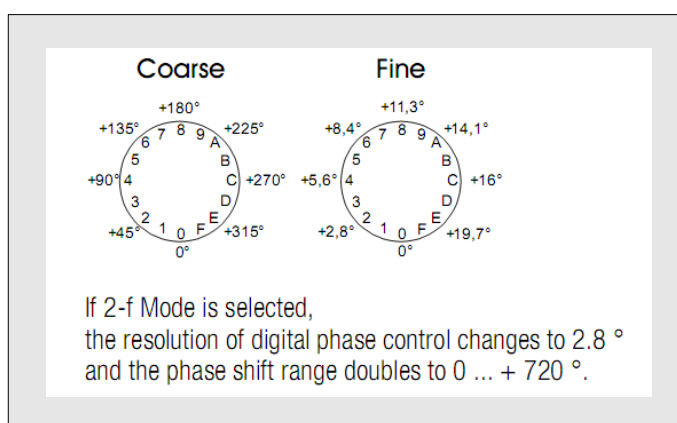 Coarse Fine
+180° +11,3°
+135° +225° +8,4° +14,1°
6 7 8 9 A 6 7 8 9 A
5 B 5 B
+90° 4 C +270° +5,6° 4 C +16°
3 D 3 D
2 1 0 F E 2 1 0 F E
+45° +315° +2,8° +19,7°
0° 0°
If 2-f Mode is selected,
the resolution of digital phase control changes to 2.8 °
and the phase shift range doubles to 0 ... + 720 °.